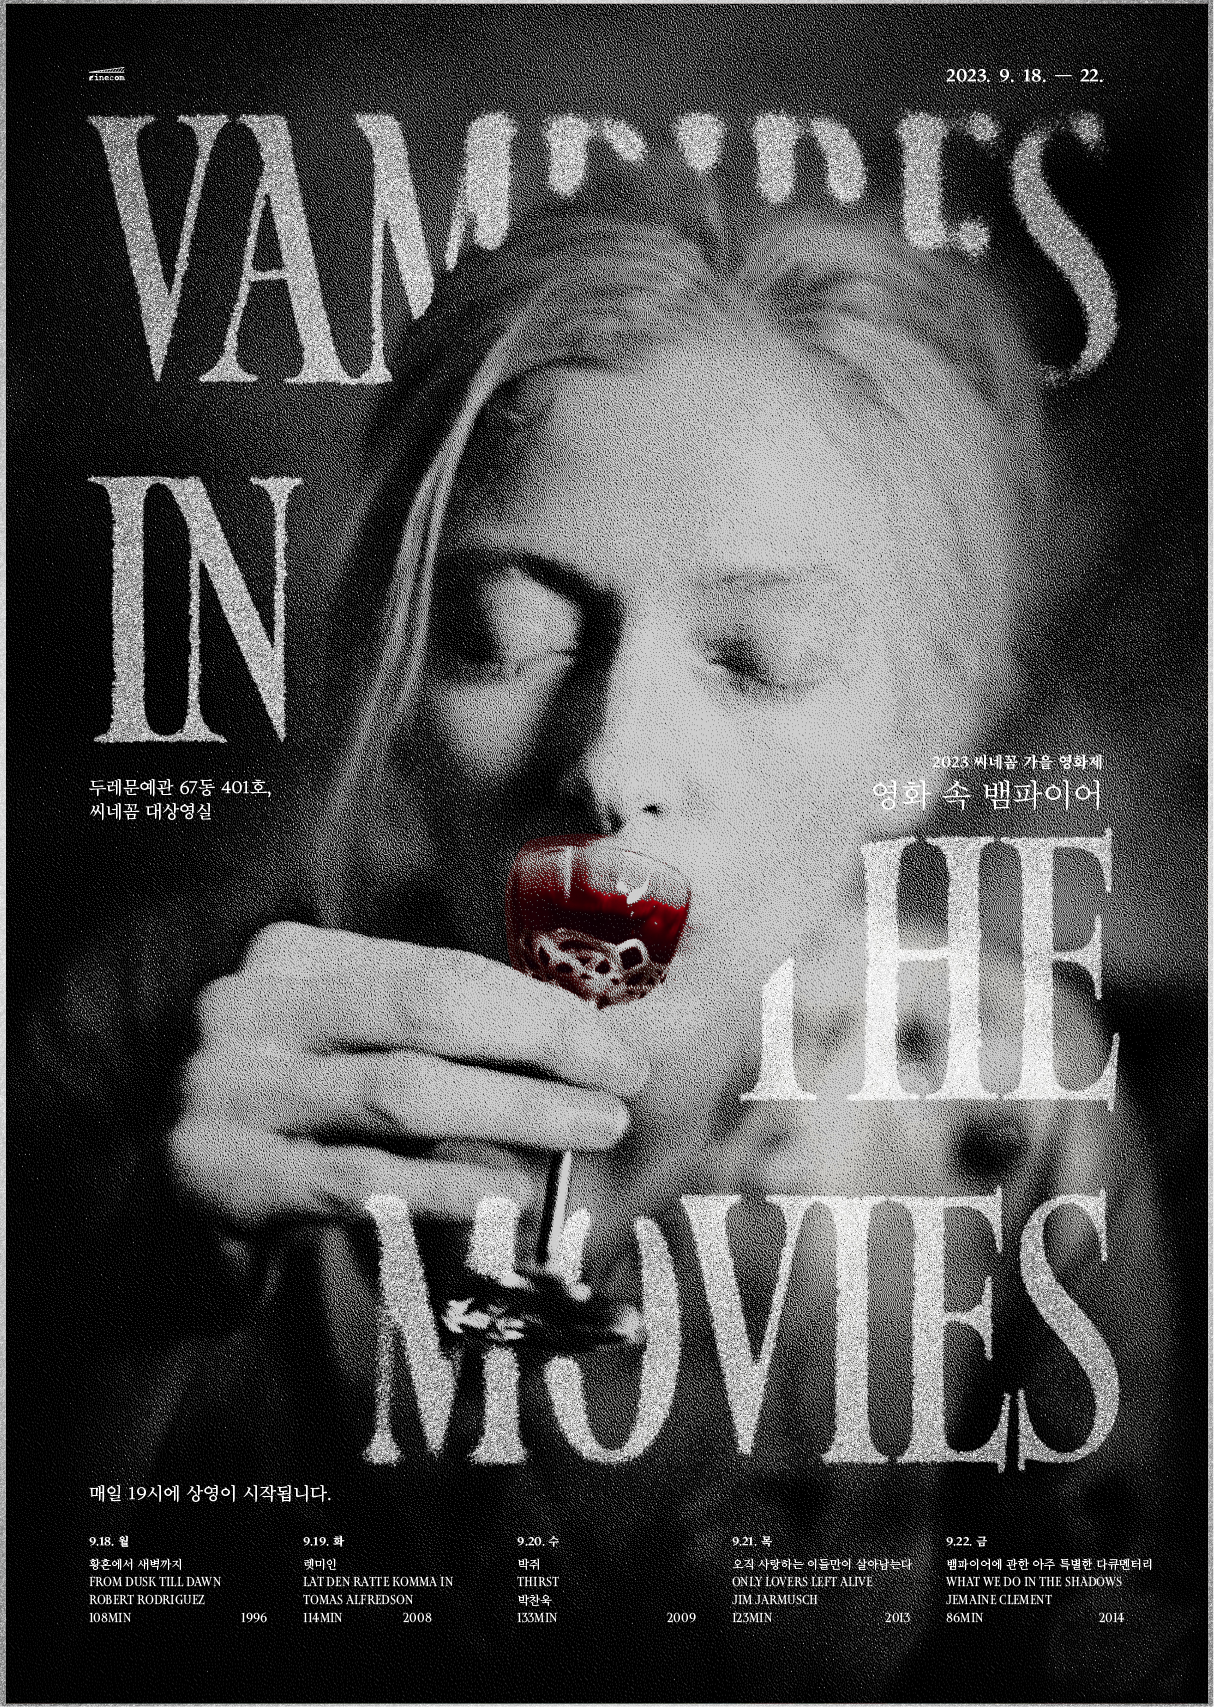 cinecom
2023. 9. 18. — 22.
VAMPIRES
IN
두레문예관 67동 401호,
씨네꼼 대상영실
2023 씨네꼼 가을 영화제
영화 속 뱀파이어
THE
MOVIES
매일 19시에 상영이 시작됩니다.
9.18. 월
황혼에서 새벽까지
FROM DUSK TILL DAWN
ROBERT RODRIGUEZ
108MIN 1996
9.19. 화
렛미인
LAT DEN RATTE KOMMA IN
TOMAS ALFREDSON
114MIN 2008
9.20. 수
박쥐
THIRST
박찬욱
133MIN 2009
9.21. 목
오직 사랑하는 이들만이 살아남는다
ONLY LOVERS LEFT ALIVE
JIM JARMUSCH
123MIN 2013
9.22. 금
뱀파이어에 관한 아주 특별한 다큐멘터리
WHAT WE DO IN THE SHADOWS
JEMAINE CLEMENT
86MIN 2014